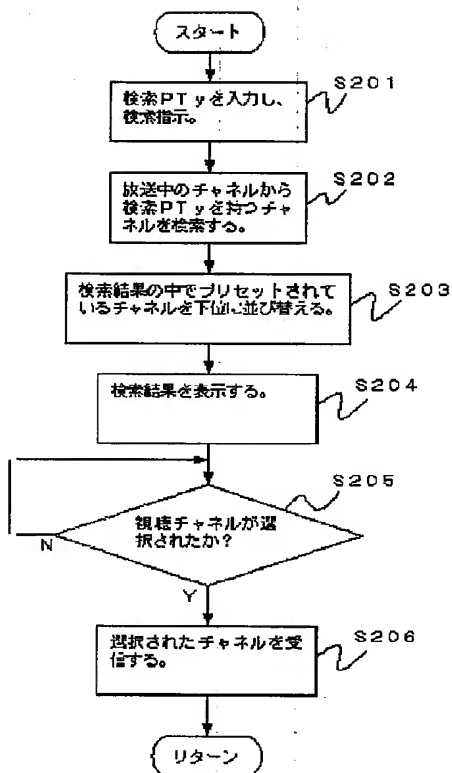 スタート
S201
検索PTyを入力し、
検索指示。
S202
放送中のチャネルから
検索PTyを持つチャ
ネルを検索する。
S203
検索結果の中でプリセットされて
いるチャネルを下位に並び替える。
S204
検索結果を表示する。
S205
視聴チャネルが選
択されたか?
N
Y
S206
選択されたチャネルを受
信する。
リターン